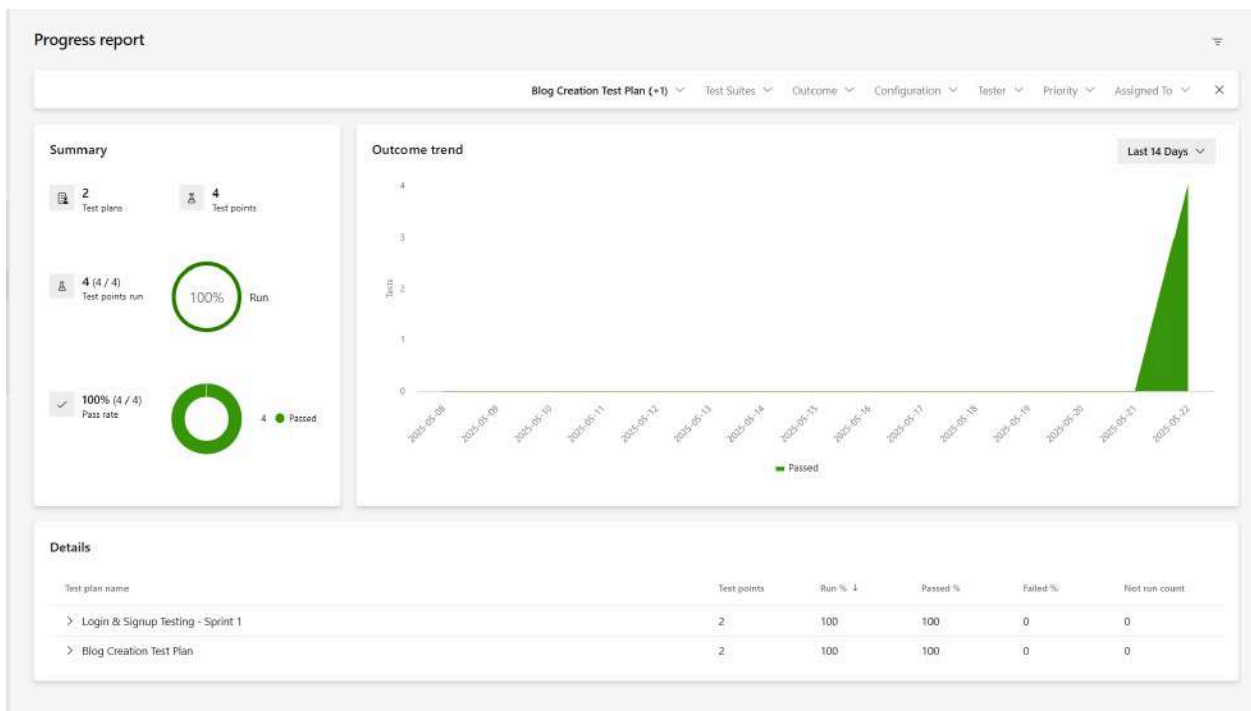 Progress report
Blog Creation Test Plan (+1) Test Suites Outcome Configuration Tester Priority Assigned To
Summary
2
Test plans
4
Test points
4 (4 / 4)
Test points run
100%
Run
100% (4 / 4)
Pass rate
4 Passed
Outcome trend
Last 14 Days
4
3
2
1
0
Tests
2025-05-08
2025-05-09
2025-05-10
2025-05-11
2025-05-12
2025-05-13
2025-05-14
2025-05-15
2025-05-16
2025-05-17
2025-05-18
2025-05-19
2025-05-20
2025-05-21
2025-05-22
Passed
Details
Test plan name Test points Run % ↓ Passed % Failed % Not run count
Login & Signup Testing - Sprint 1 2 100 100 0 0
Blog Creation Test Plan 2 100 100 0 0